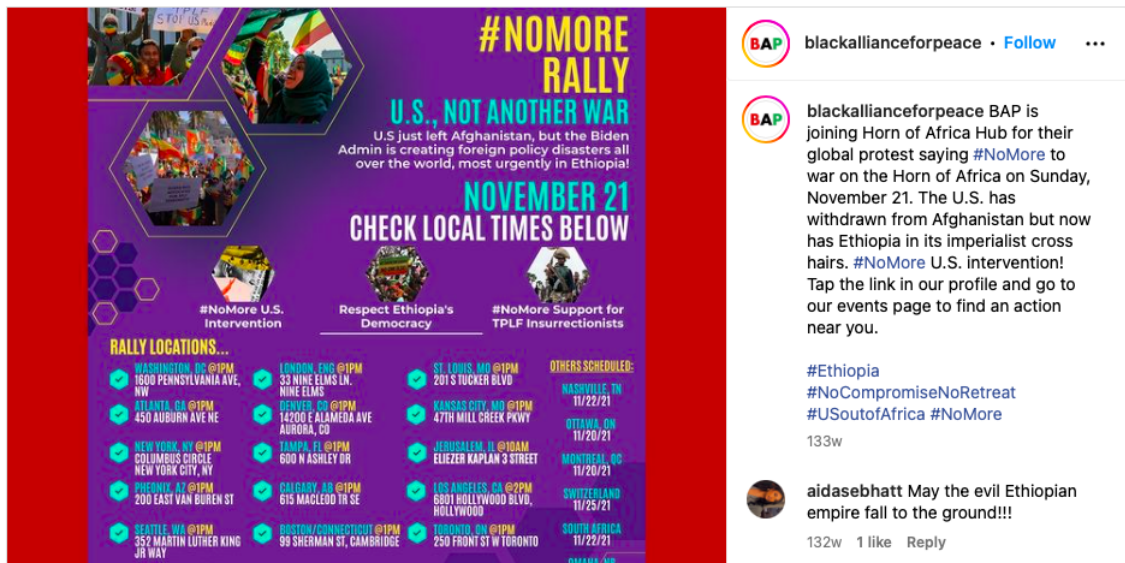 TPLF
STOP US
#NOMORE
RALLY
U.S., NOT ANOTHER WAR
U.S just left Afghanistan, but the Biden
Admin is creating foreign policy disasters all
over the world, most urgently in Ethiopia!
NOVEMBER 21
CHECK LOCAL TIMES BELOW
#NoMore U.S.
Intervention
Respect Ethiopia's
Democracy
#NoMore Support for
TPLF Insurrectionists
RALLY LOCATIONS...
WASHINGTON, DC @1PM
1600 PENNSYLVANIA AVE,
NW
ATLANTA, GA @1PM
450 AUBURN AVE NE
NEW YORK, NY @1PM
COLUMBUS CIRCLE
NEW YORK CITY, NY
PHEONIX, AZ @1PM
200 EAST VAN BUREN ST
SEATTLE, WA @1PM
352 MARTIN LUTHER KING
JR WAY
LONDON, ENG @1PM
33 NINE ELMS LN.
NINE ELMS
DENVER, CO @1PM
14200 E ALAMEDA AVE
AURORA, CO
TAMPA, FL @1PM
600 N ASHLEY DR
CALGARY, AB @1PM
615 MACLEOD TR SE
BOSTON/CONNECTICUT @1PM
99 SHERMAN ST, CAMBRIDGE
ST. LOUIS, MO @1PM
201 S TUCKER BLVD
KANSAS CITY, MO @1PM
47TH MILL CREEK PKWY
JERUSALEM, IL @10AM
ELIEZER KAPLAN 3 STREET
LOS ANGELES, CA @2PM
6801 HOLLYWOOD BLVD,
HOLLYWOOD
TORONTO, ON @1PM
250 FRONT ST W TORONTO
OTHERS SCHEDULED:
NASHVILLE, TN
11/22/21
OTTAWA, ON
11/20/21
MONTREAL, QC
11/20/21
SWITZERLAND
11/25/21
SOUTH AFRICA
11/22/21
BAP
blackallianceforpeace • Follow
BAP
blackallianceforpeace BAP is
joining Horn of Africa Hub for their
global protest saying #NoMore to
war on the Horn of Africa on Sunday,
November 21. The U.S. has
withdrawn from Afghanistan but now
has Ethiopia in its imperialist cross
hairs. #NoMore U.S. intervention!
Tap the link in our profile and go to
our events page to find an action
near you.
#Ethiopia
#NoCompromiseNoRetreat
#USoutofAfrica #NoMore
133w
aidasebhatt May the evil Ethiopian
empire fall to the ground!!!
132w 1 like Reply